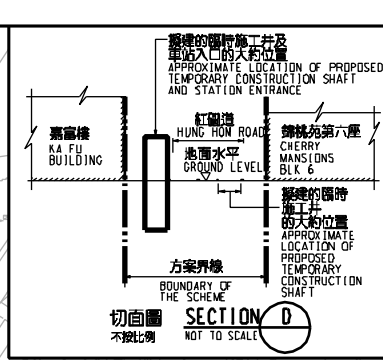 擬建的臨時施工井及
車站入口的大約位置
APPROXIMATE LOCATION OF PROPOSED
TEMPORARY CONSTRUCTION SHAFT
AND STATION ENTRANCE
嘉富樓
KA FU
BUILDING
紅磡道
HUNG HOM ROAD
地面水平
GROUND LEVEL
錦桃苑第六座
CHERRY
MANSIONS
BLK 6
擬建的臨時
施工井
的大約位置
APPROXIMATE
LOCATION OF
PROPOSED
TEMPORARY
CONSTRUCTION
SHAFT
方案界線
BOUNDARY OF
THE SCHEME
切面圖
不按比例
SECTION D
NOT TO SCALE